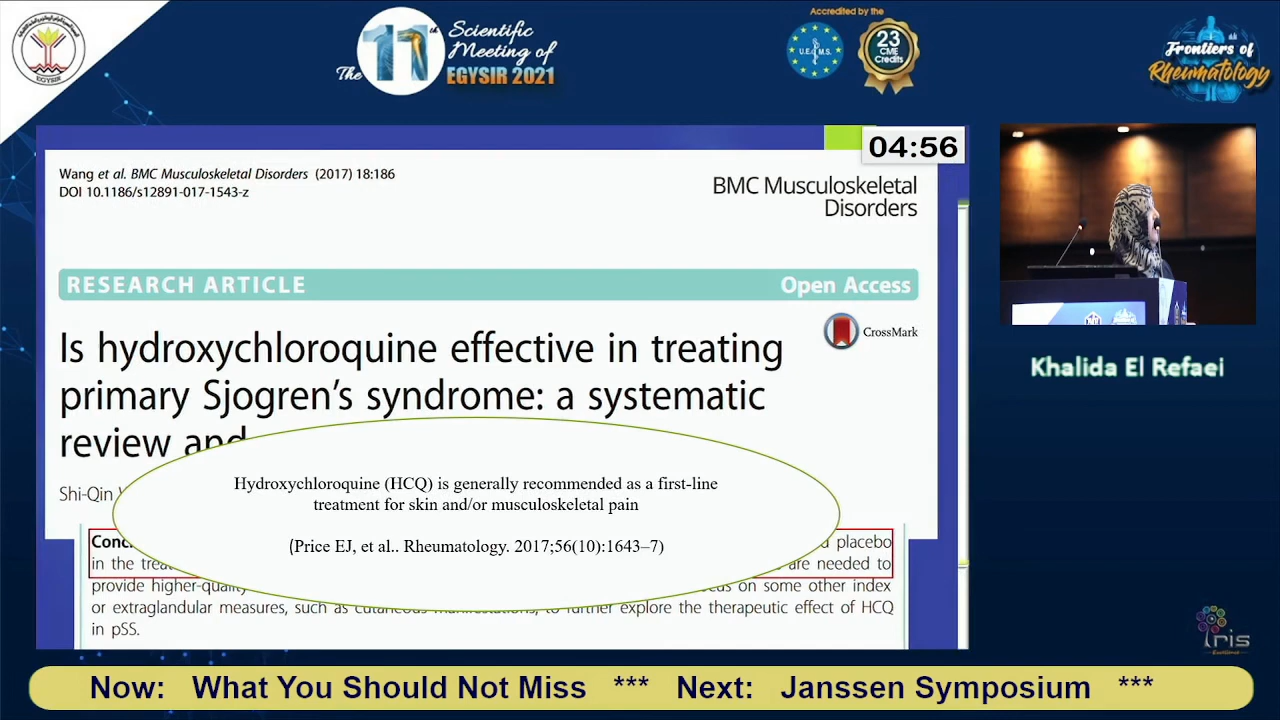 The 11th Scientific
Meeting of
EGYSIR 2021
Accredited by the
U.E.M.S.
23
CME
Credits
Frontiers of
Rheumatology
EGYSIR
04:56
Wang et al. BMC Musculoskeletal Disorders (2017) 18:186
DOI 10.1186/s12891-017-1543-z
BMC Musculoskeletal
Disorders
RESEARCH ARTICLE
Open Access
CrossMark
Is hydroxychloroquine effective in treating
primary Sjogren's syndrome: a systematic
review and
Shi-Qin
Hydroxychloroquine (HCQ) is generally recommended as a first-line
treatment for skin and/or musculoskeletal pain
(Price EJ, et al.. Rheumatology. 2017;56(10):1643–7)
placebo
in the are needed to
provide on some other index
or extraglandular measures, such as cutaneous to further explore the therapeutic effect of HCQ
in pSS.
Khalida El Refaei
Iris
Now: What You Should Not Miss *** Next: Janssen Symposium ***